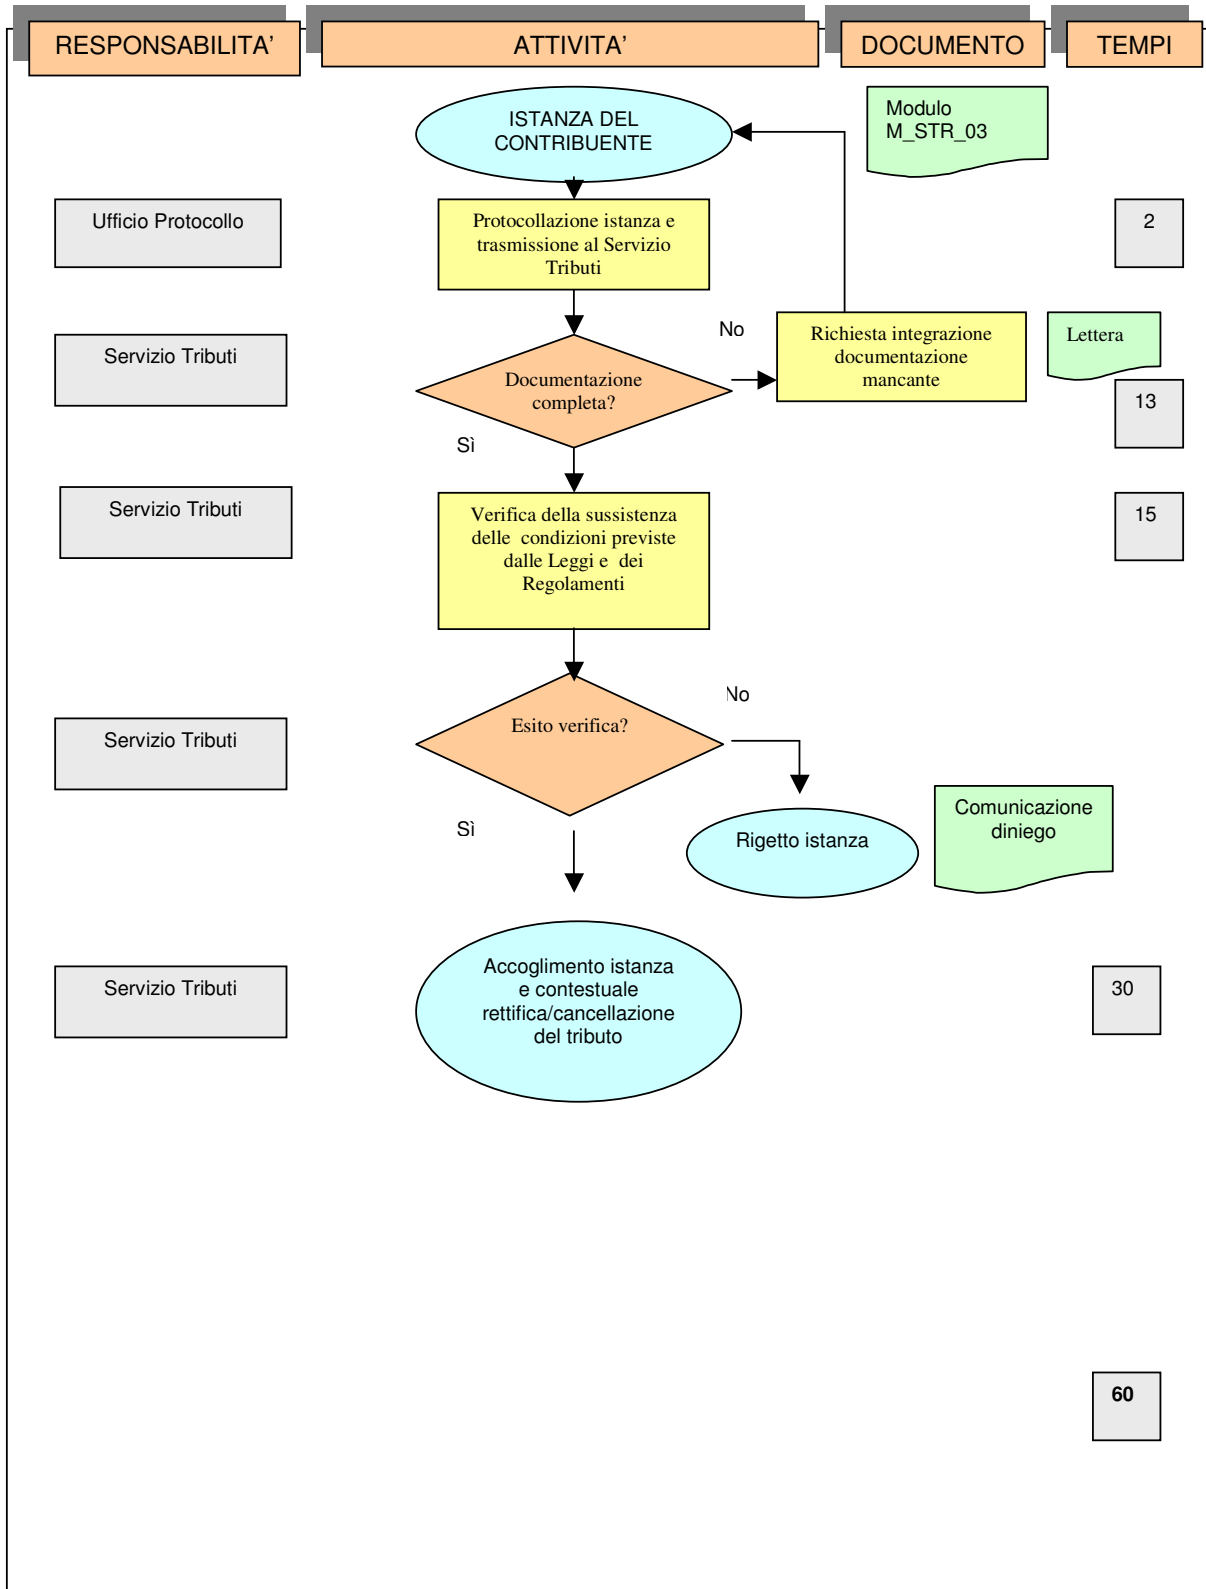 RESPONSABILITA’
ATTIVITA’
DOCUMENTO
TEMPI
ISTANZA DEL
CONTRIBUENTE
Modulo
M_STR_03
Ufficio Protocollo
Protocollazione istanza e
trasmissione al Servizio
Tributi
2
Servizio Tributi
Documentazione
completa?
No
Richiesta integrazione
documentazione
mancante
Lettera
13
Sì
Servizio Tributi
Verifica della sussistenza
delle condizioni previste
dalle Leggi e dei
Regolamenti
15
Servizio Tributi
Esito verifica?
No
Sì
Rigetto istanza
Comunicazione
diniego
Servizio Tributi
Accoglimento istanza
e contestuale
rettifica/cancellazione
del tributo
30
60